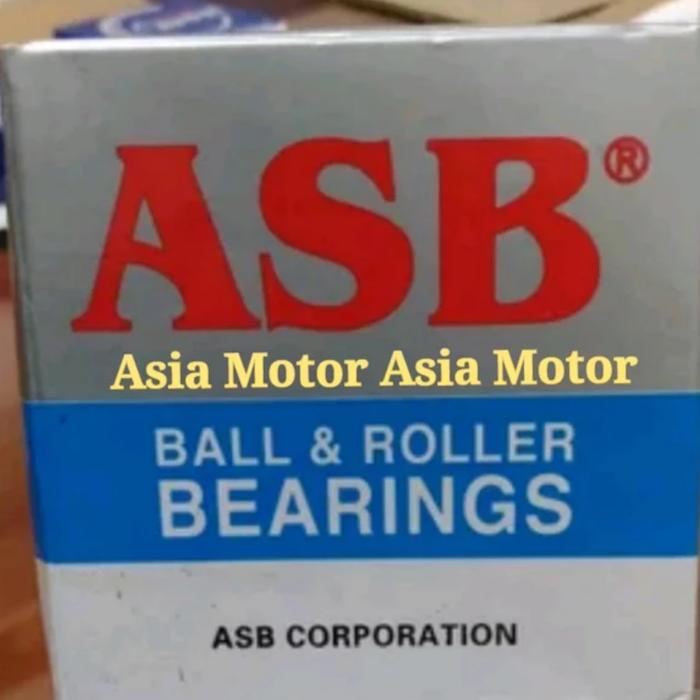 ASB®
Asia Motor Asia Motor
BALL & ROLLER
BEARINGS
ASB CORPORATION